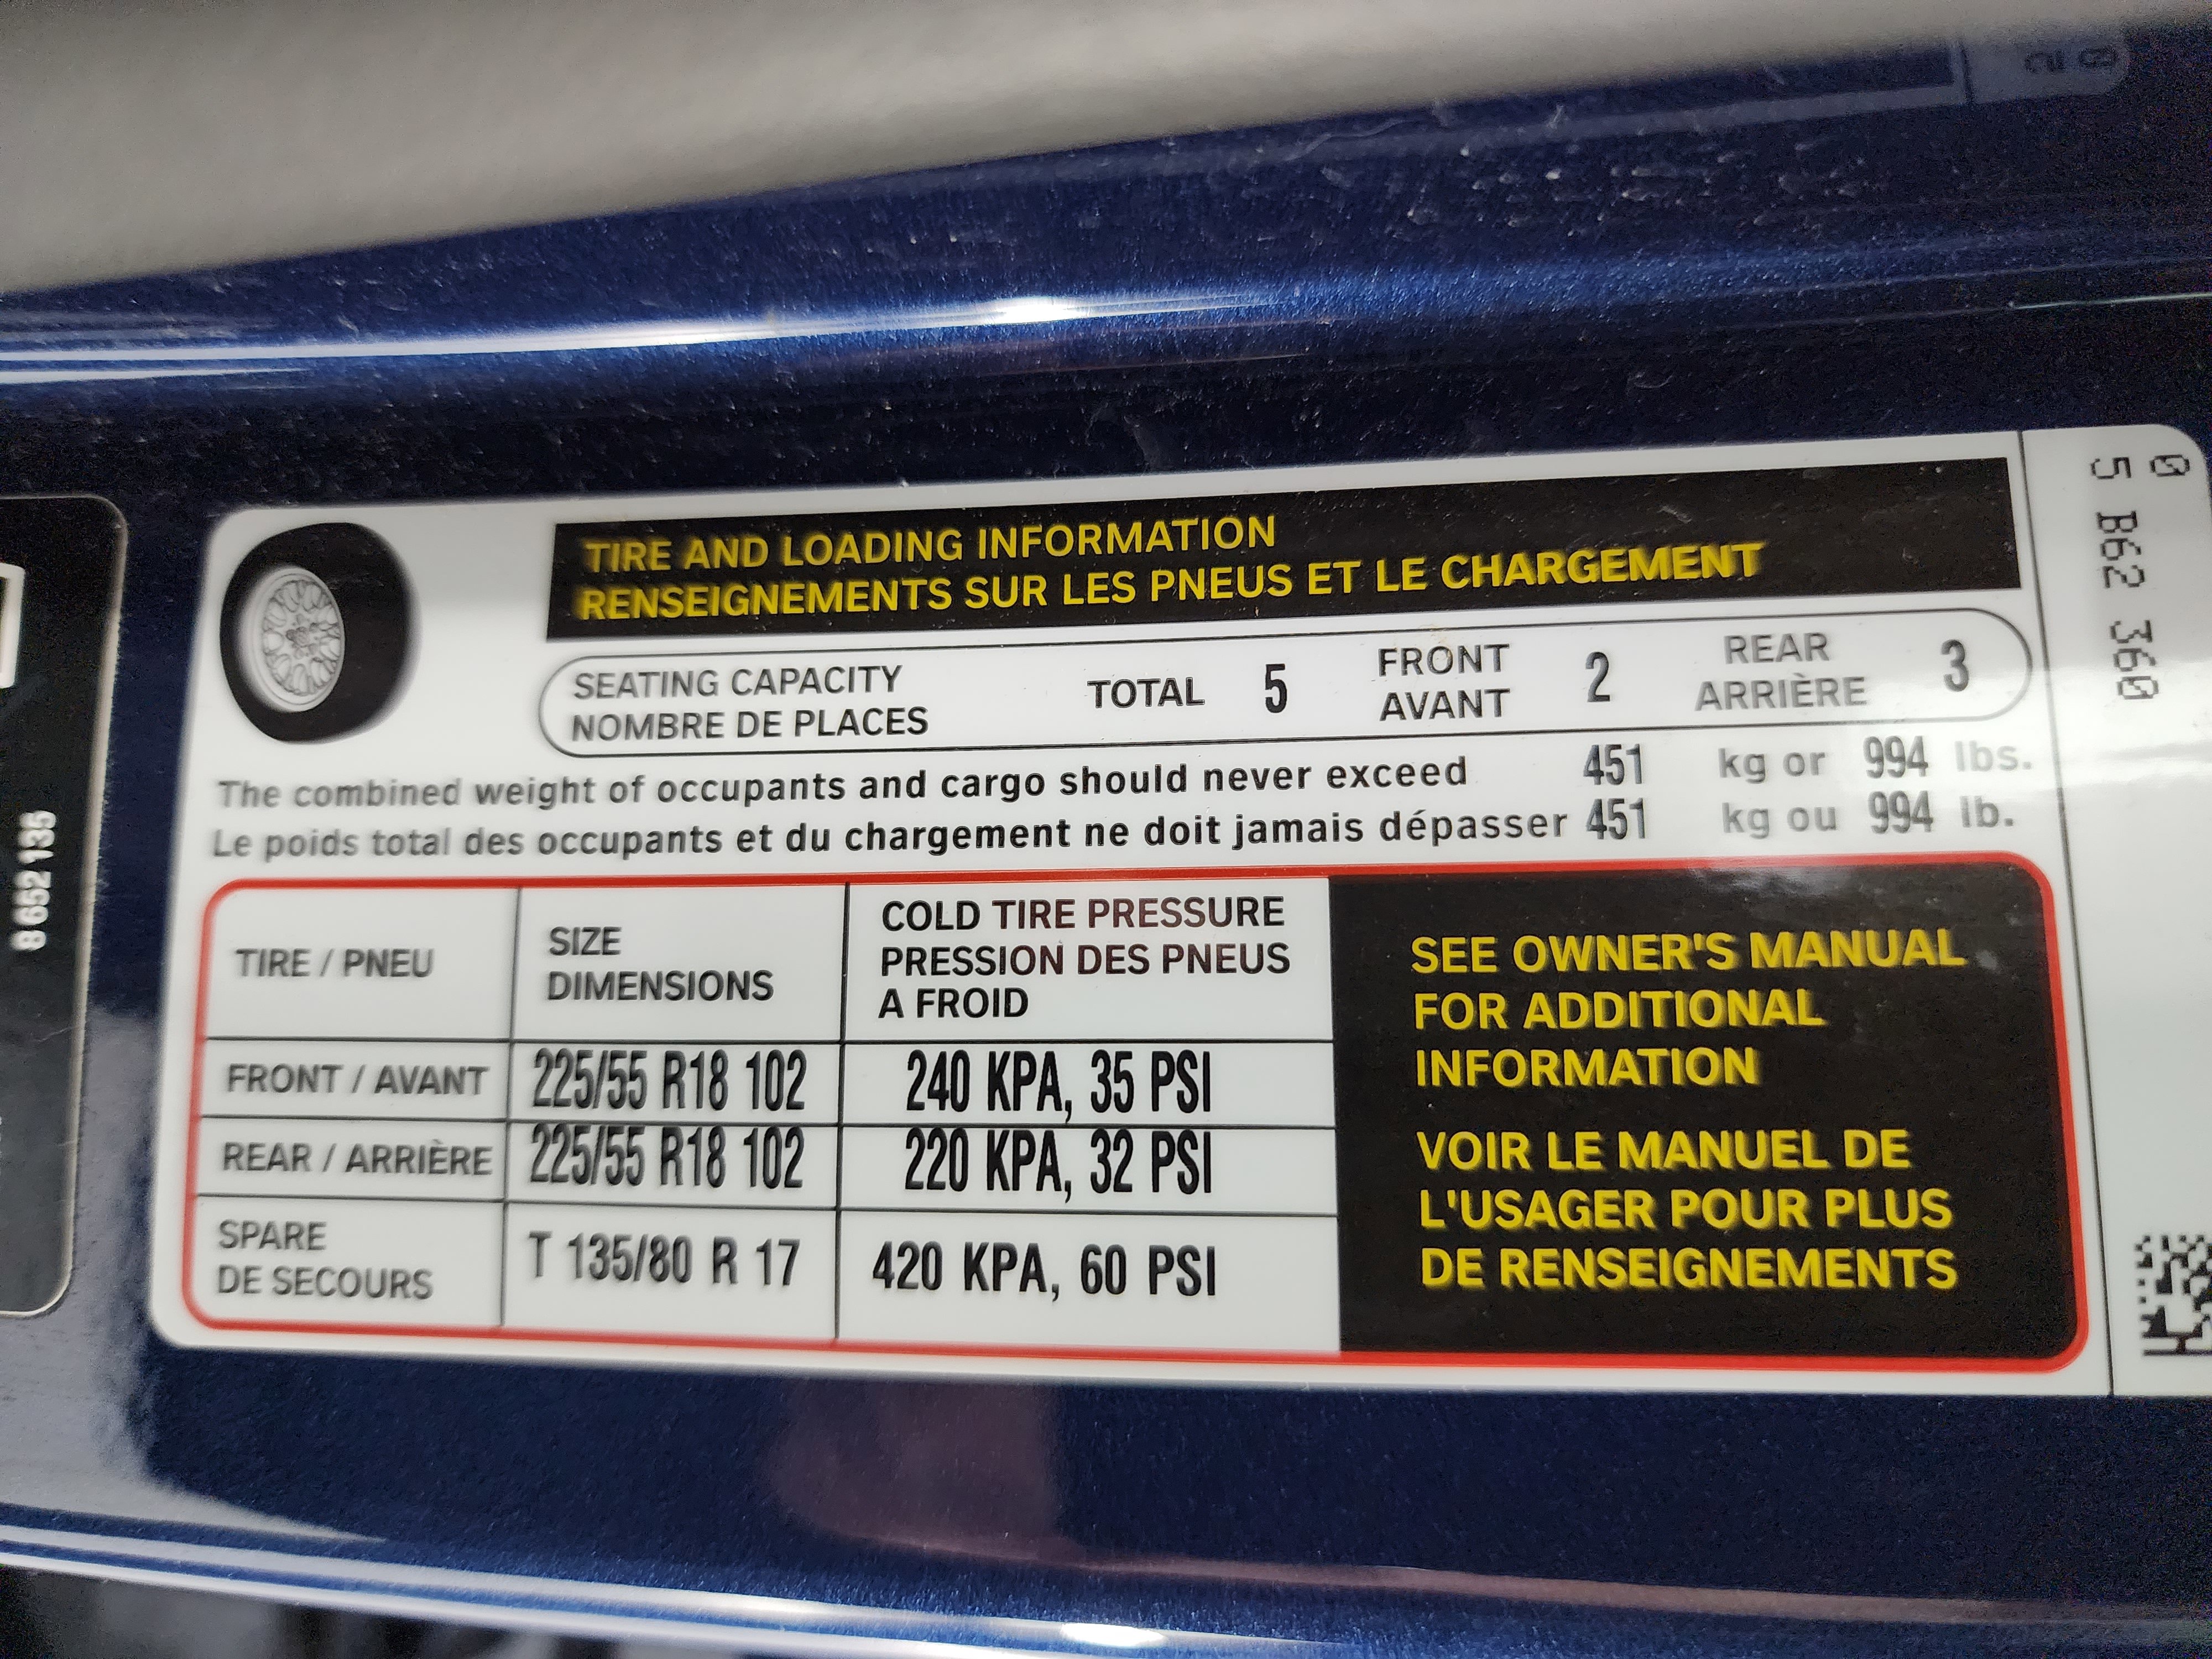 TIRE AND LOADING INFORMATION
RENSEIGNEMENTS SUR LES PNEUS ET LE CHARGEMENT
SEATING CAPACITY
NOMBRE DE PLACES
TOTAL 5
FRONT
AVANT
2
REAR
ARRIÈRE
3
The combined weight of occupants and cargo should never exceed 451 kg or 994 lbs.
Le poids total des occupants et du chargement ne doit jamais dépasser 451 kg ou 994 lb.
TIRE / PNEU
SIZE
DIMENSIONS
COLD TIRE PRESSURE
PRESSION DES PNEUS
A FROID
FRONT / AVANT 225/55 R18 102 240 KPA, 35 PSI
REAR / ARRIÈRE 225/55 R18 102 220 KPA, 32 PSI
SPARE
DE SECOURS
T 135/80 R 17 420 KPA, 60 PSI
SEE OWNER'S MANUAL
FOR ADDITIONAL
INFORMATION
VOIR LE MANUEL DE
L'USAGER POUR PLUS
DE RENSEIGNEMENTS
0
5 B62 360
8 652 135